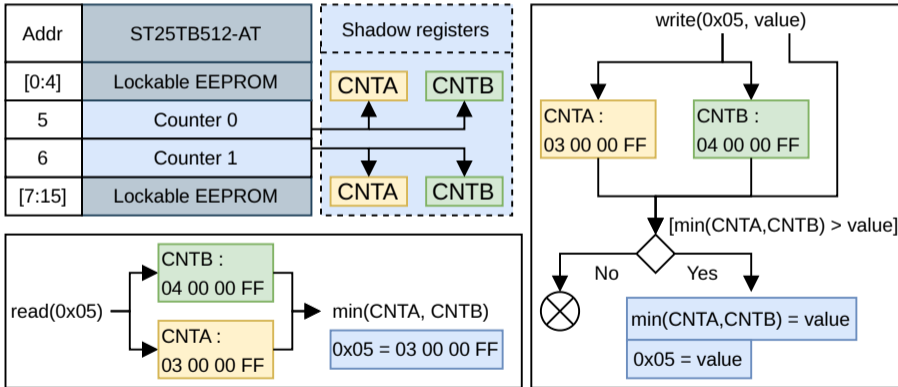 Addr
ST25TB512-AT
Shadow registers
[0:4]
Lockable EEPROM
CNTA
CNTB
5
Counter 0
6
Counter 1
[7:15]
Lockable EEPROM
CNTA
CNTB
read(0x05)
CNTB :
04 00 00 FF
CNTA :
03 00 00 FF
min(CNTA, CNTB)
0x05 = 03 00 00 FF
write(0x05, value)
CNTA :
03 00 00 FF
CNTB :
04 00 00 FF
[min(CNTA,CNTB) > value]
No
Yes
min(CNTA,CNTB) = value
0x05 = value